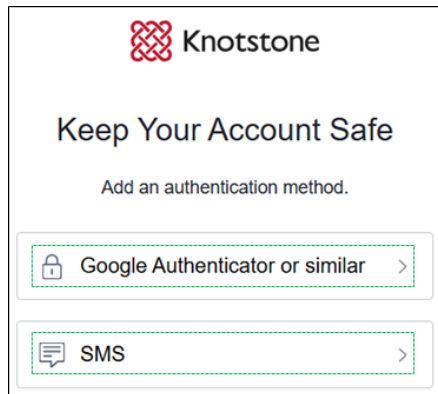 Knotstone
Keep Your Account Safe
Add an authentication method.
Google Authenticator or similar
SMS